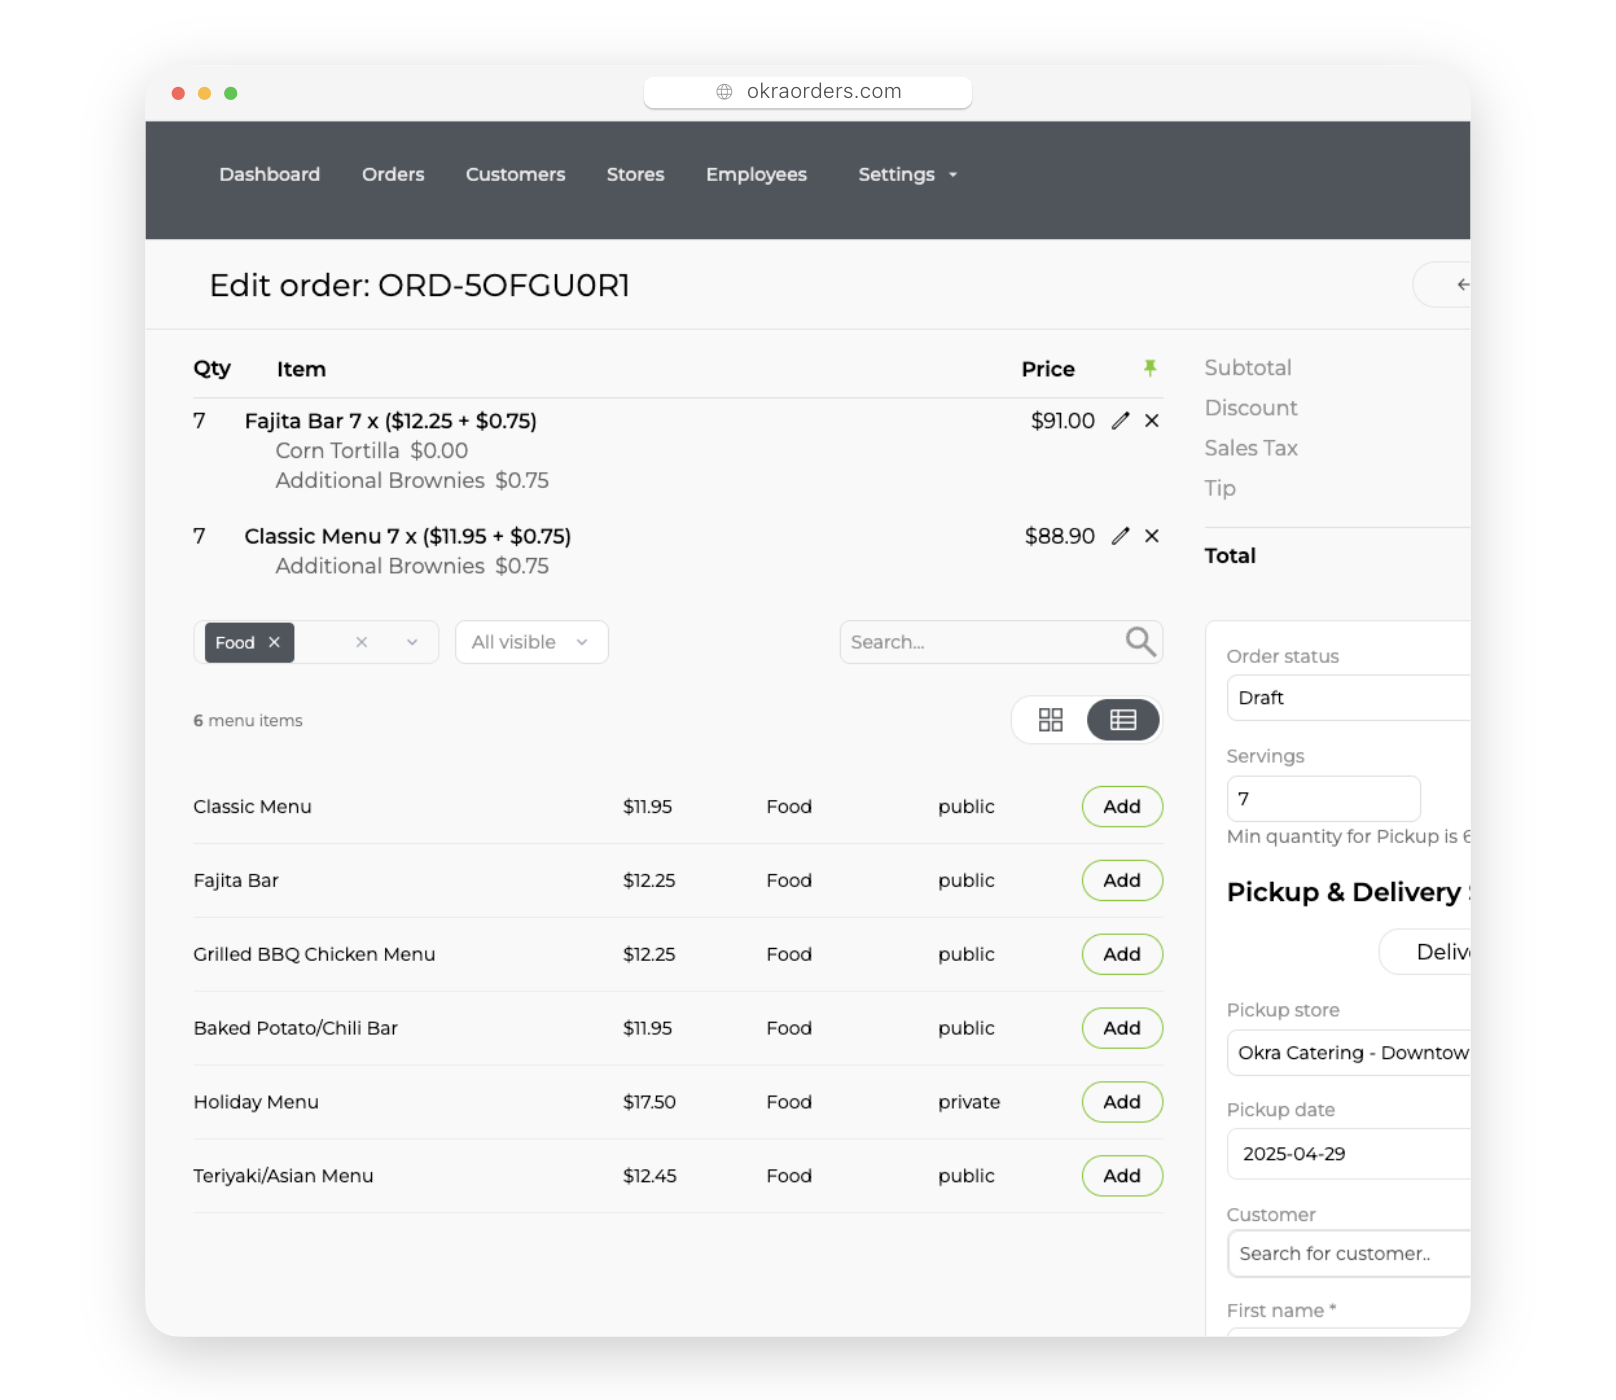 okraorders.com
Dashboard Orders Customers Stores Employees Settings
Edit order: ORD-5OFGU0R1
Qty Item Price
7 Fajita Bar 7 x ($12.25 + $0.75) $91.00
Corn Tortilla $0.00
Additional Brownies $0.75
7 Classic Menu 7 x ($11.95 + $0.75) $88.90
Additional Brownies $0.75
Food All visible Search...
6 menu items
Classic Menu $11.95 Food public Add
Fajita Bar $12.25 Food public Add
Grilled BBQ Chicken Menu $12.25 Food public Add
Baked Potato/Chili Bar $11.95 Food public Add
Holiday Menu $17.50 Food private Add
Teriyaki/Asian Menu $12.45 Food public Add
Subtotal
Discount
Sales Tax
Tip
Total
Order status
Draft
Servings
7
Min quantity for Pickup is
Pickup & Delivery
Pickup store
Okra Catering - Downtow
Pickup date
2025-04-29
Customer
Search for customer..
First name *